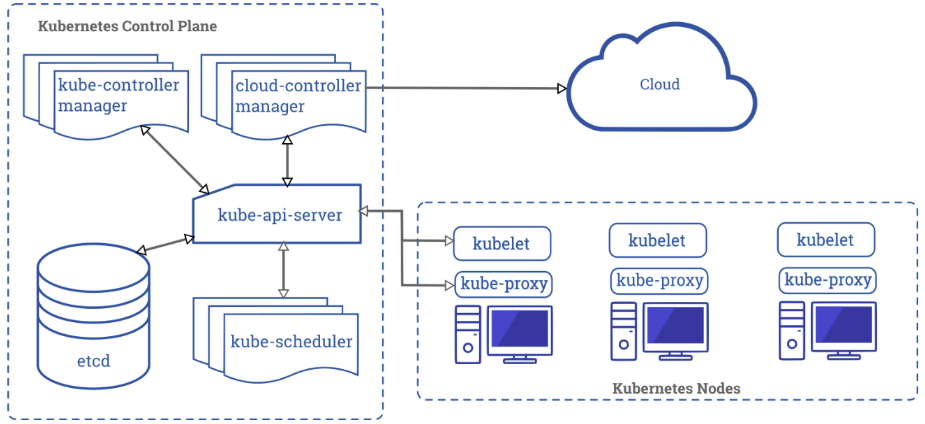 Kubernetes Control Plane
kube-controller
manager
cloud-controller
manager
Cloud
kube-api-server
etcd
kube-scheduler
kubelet
kube-proxy
kubelet
kube-proxy
kubelet
kube-proxy
Kubernetes Nodes